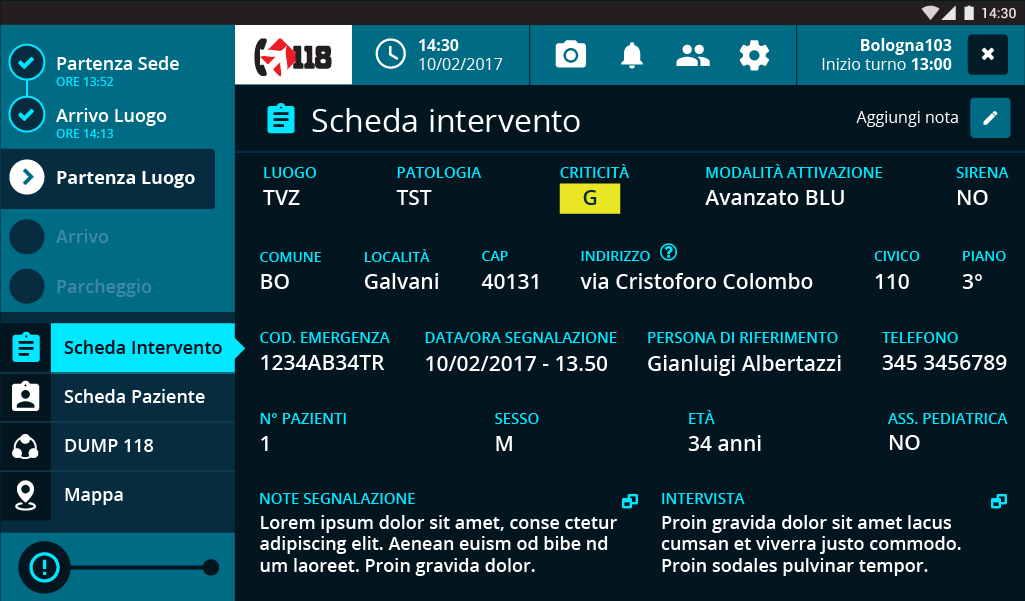 14:30
Partenza Sede
ORE 13:52
Arrivo Luogo
ORE 14:13
Partenza Luogo
Arrivo
Parcheggio
Scheda Intervento
Scheda Paziente
DUMP 118
Mappa
118
14:30
10/02/2017
Bologna103
Inizio turno 13:00
Scheda intervento
Aggiungi nota
LUOGO PATOLOGIA CRITICITÀ MODALITÀ ATTIVAZIONE SIRENA
TVZ TST G Avanzato BLU NO
COMUNE LOCALITÀ CAP INDIRIZZO ? CIVICO PIANO
BO Galvani 40131 via Cristoforo Colombo 110 3°
COD. EMERGENZA DATA/ORA SEGNALAZIONE PERSONA DI RIFERIMENTO TELEFONO
1234AB34TR 10/02/2017 - 13.50 Gianluigi Albertazzi 345 3456789
N° PAZIENTI SESSO ETÀ ASS. PEDIATRICA
1 M 34 anni NO
NOTE SEGNALAZIONE
Lorem ipsum dolor sit amet, conse ctetur
adipiscing elit. Aenean euism od bibe nd
um laoreet. Proin gravida dolor.
INTERVISTA
Proin gravida dolor sit amet lacus
cumsan et viverra justo commodo.
Proin sodales pulvinar tempor.